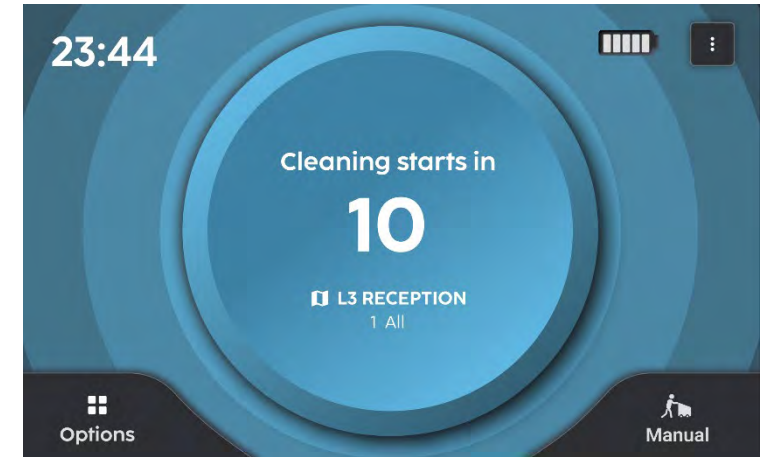 23:44
Cleaning starts in
10
L3 RECEPTION
1 All
Options
Manual